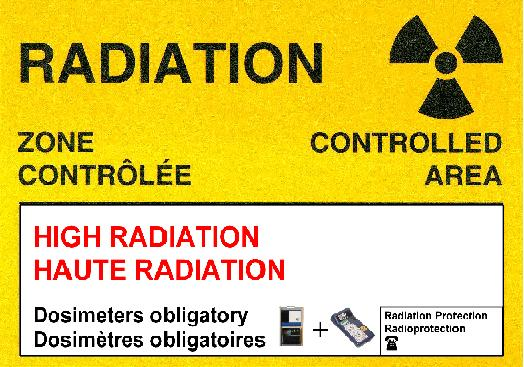 RADIATION
ZONE
CONTRÔLÉE
CONTROLLED
AREA
HIGH RADIATION
HAUTE RADIATION
Dosimeters obligatory
Dosimètres obligatoires
+
Radiation Protection
Radioprotection
☎